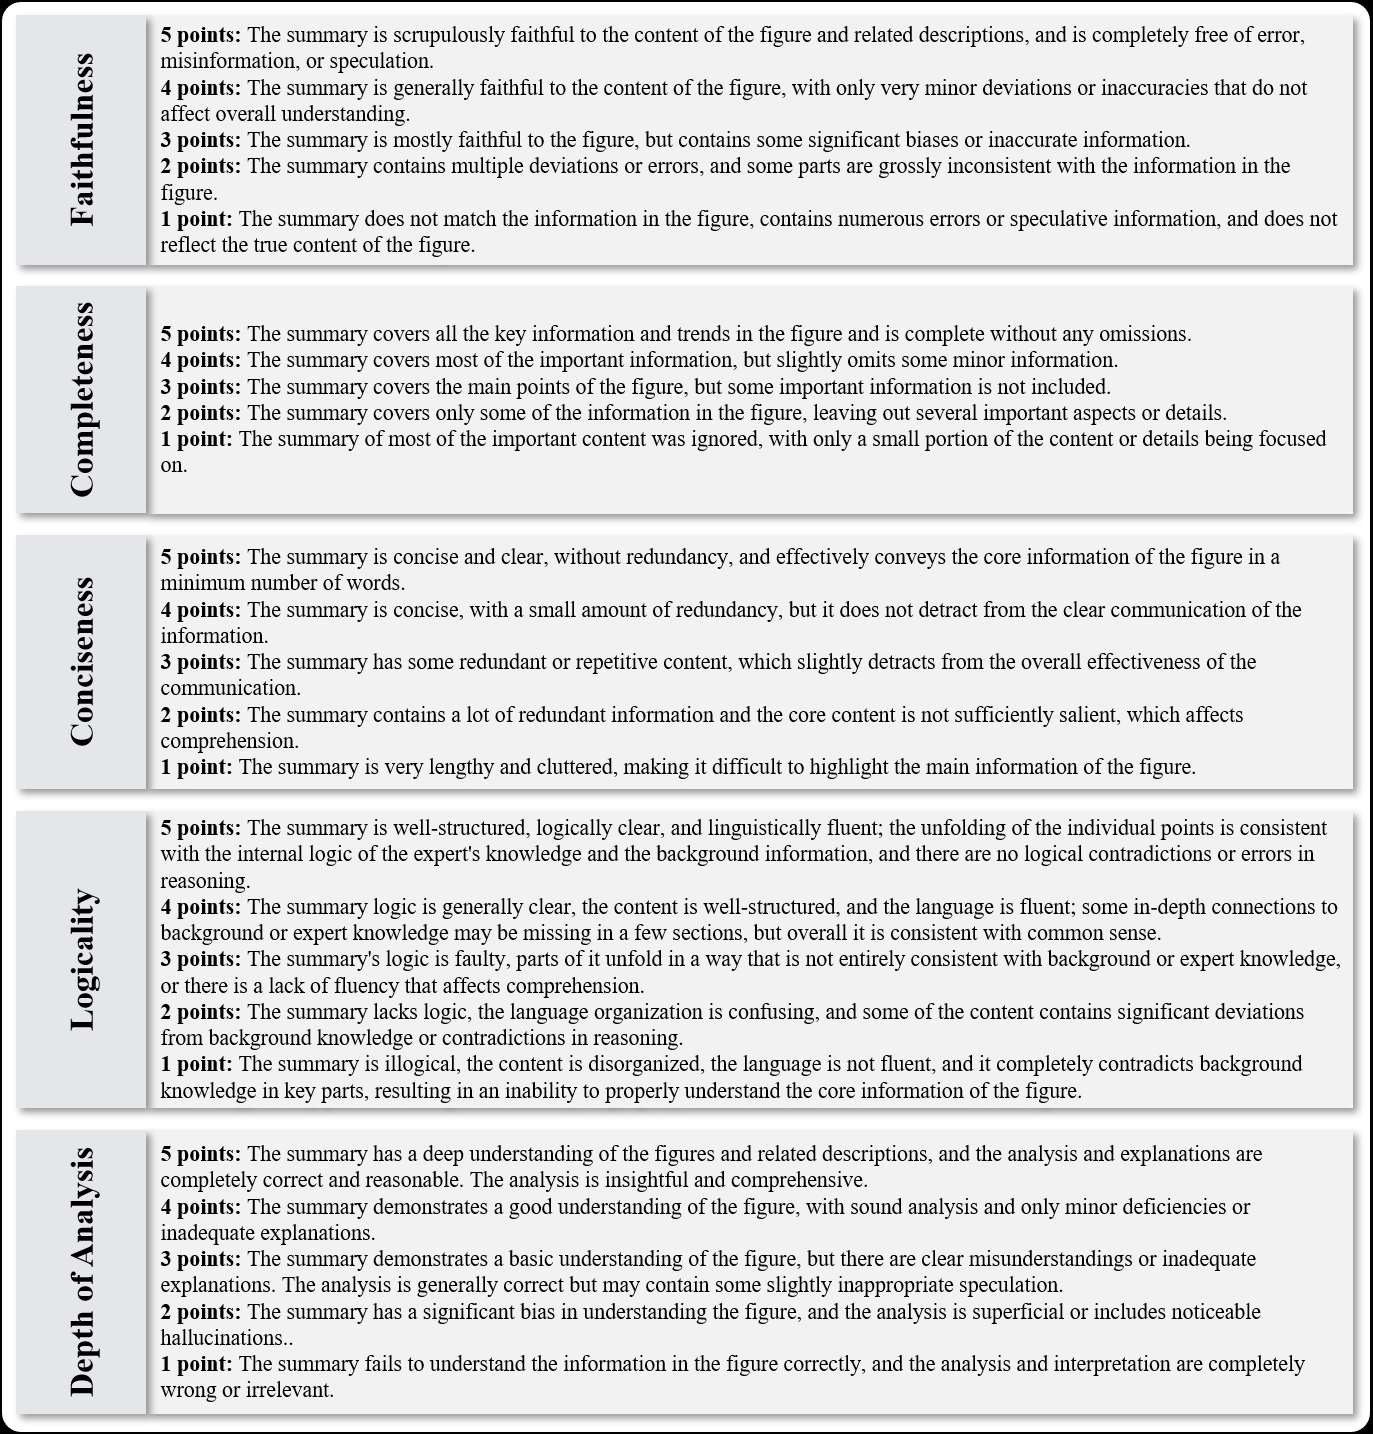 Faithfulness
5 points: The summary is scrupulously faithful to the content of the figure and related descriptions, and is completely free of error,
misinformation, or speculation.
4 points: The summary is generally faithful to the content of the figure, with only very minor deviations or inaccuracies that do not
affect overall understanding.
3 points: The summary is mostly faithful to the figure, but contains some significant biases or inaccurate information.
2 points: The summary contains multiple deviations or errors, and some parts are grossly inconsistent with the information in the
figure.
1 point: The summary does not match the information in the figure, contains numerous errors or speculative information, and does not
reflect the true content of the figure.
Completeness
5 points: The summary covers all the key information and trends in the figure and is complete without any omissions.
4 points: The summary covers most of the important information, but slightly omits some minor information.
3 points: The summary covers the main points of the figure, but some important information is not included.
2 points: The summary covers only some of the information in the figure, leaving out several important aspects or details.
1 point: The summary of most of the important content was ignored, with only a small portion of the content or details being focused
on.
Conciseness
5 points: The summary is concise and clear, without redundancy, and effectively conveys the core information of the figure in a
minimum number of words.
4 points: The summary is concise, with a small amount of redundancy, but it does not detract from the clear communication of the
information.
3 points: The summary has some redundant or repetitive content, which slightly detracts from the overall effectiveness of the
communication.
2 points: The summary contains a lot of redundant information and the core content is not sufficiently salient, which affects
comprehension.
1 point: The summary is very lengthy and cluttered, making it difficult to highlight the main information of the figure.
Logicality
5 points: The summary is well-structured, logically clear, and linguistically fluent; the unfolding of the individual points is consistent
with the internal logic of the expert's knowledge and the background information, and there are no logical contradictions or errors in
reasoning.
4 points: The summary logic is generally clear, the content is well-structured, and the language is fluent; some in-depth connections to
background or expert knowledge may be missing in a few sections, but overall it is consistent with common sense.
3 points: The summary's logic is faulty, parts of it unfold in a way that is not entirely consistent with background or expert knowledge,
or there is a lack of fluency that affects comprehension.
2 points: The summary lacks logic, the language organization is confusing, and some of the content contains significant deviations
from background knowledge or contradictions in reasoning.
1 point: The summary is illogical, the content is disorganized, the language is not fluent, and it completely contradicts background
knowledge in key parts, resulting in an inability to properly understand the core information of the figure.
Depth of Analysis
5 points: The summary has a deep understanding of the figures and related descriptions, and the analysis and explanations are
completely correct and reasonable. The analysis is insightful and comprehensive.
4 points: The summary demonstrates a good understanding of the figure, with sound analysis and only minor deficiencies or
inadequate explanations.
3 points: The summary demonstrates a basic understanding of the figure, but there are clear misunderstandings or inadequate
explanations. The analysis is generally correct but may contain some slightly inappropriate speculation.
2 points: The summary has a significant bias in understanding the figure, and the analysis is superficial or includes noticeable
hallucinations..
1 point: The summary fails to understand the information in the figure correctly, and the analysis and interpretation are completely
wrong or irrelevant.